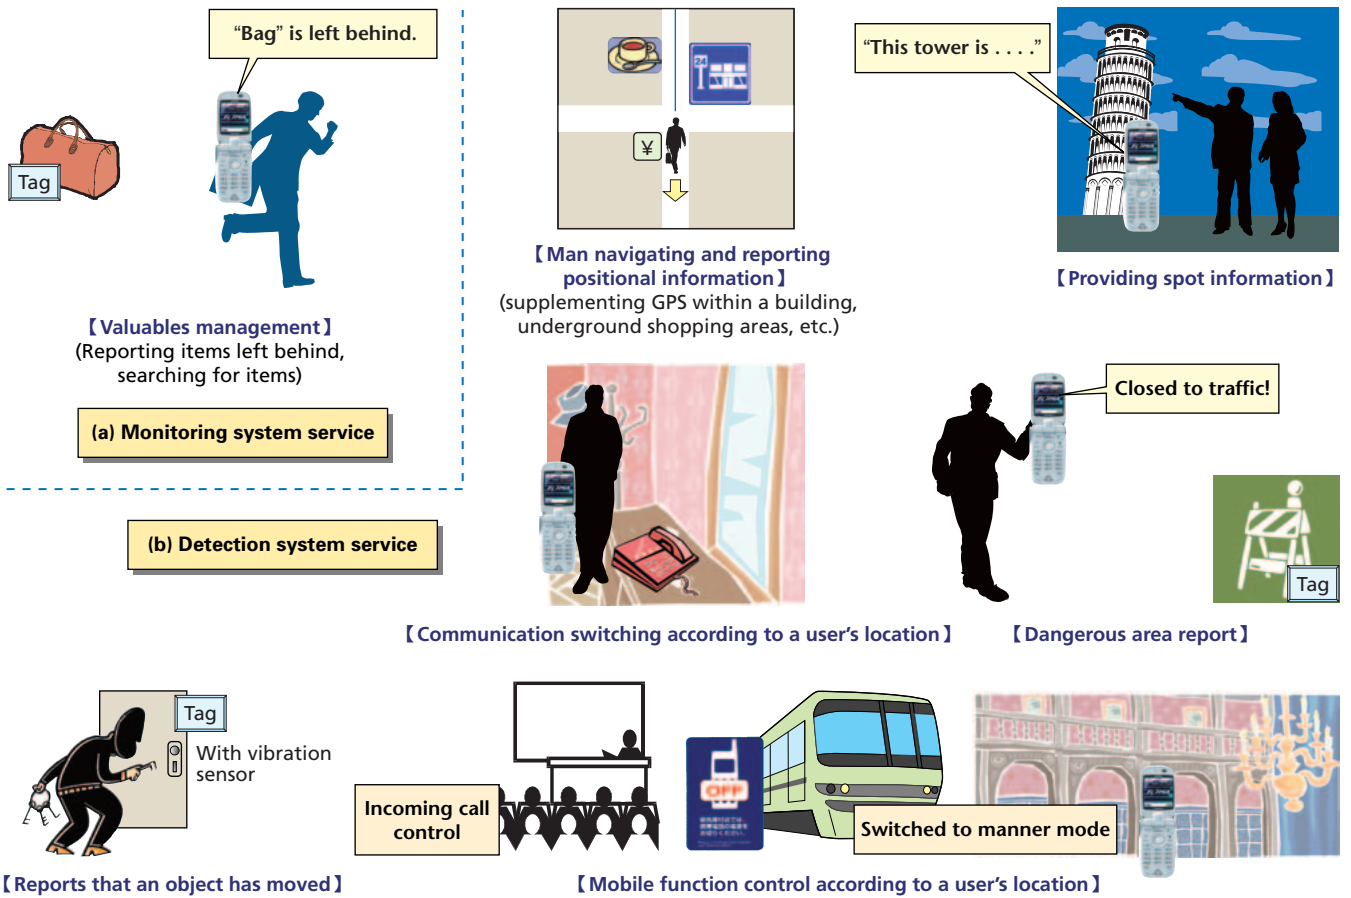 “Bag” is left behind.
Tag
【Valuables management】
(Reporting items left behind,
searching for items)
(a) Monitoring system service
24
¥
【Man navigating and reporting
positional information】
(supplementing GPS within a building,
underground shopping areas, etc.)
“This tower is . . . .”
【Providing spot information】
(b) Detection system service
【Communication switching according to a user’s location】
Closed to traffic!
Tag
【Dangerous area report】
Tag
With vibration
sensor
【Reports that an object has moved】
Incoming call
control
OFF
Switched to manner mode
【Mobile function control according to a user’s location】